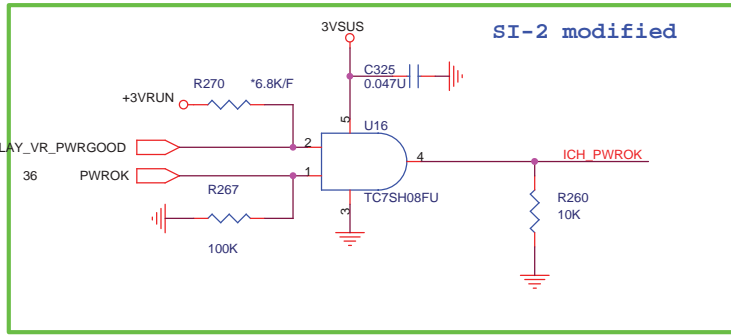 3VSUS
SI-2 modified
C325
0.047U
R270 *6.8K/F
+3VRUN
5
U16
LAY_VR_PWRGOOD
2
4
ICH_PWROK
36 PWROK
1
R267
TC7SH08FU
3
R260
10K
100K